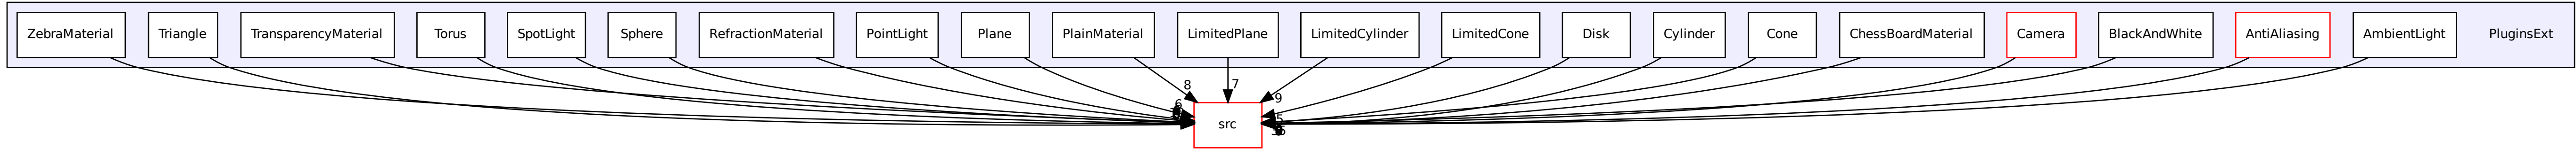 ZebraMaterial
Triangle
TransparencyMaterial
Torus
SpotLight
Sphere
RefractionMaterial
PointLight
Plane
PlainMaterial
LimitedPlane
LimitedCylinder
LimitedCone
Disk
Cylinder
Cone
ChessBoardMaterial
Camera
BlackAndWhite
AntiAliasing
AmbientLight
PluginsExt
8
7
9
6
5
src